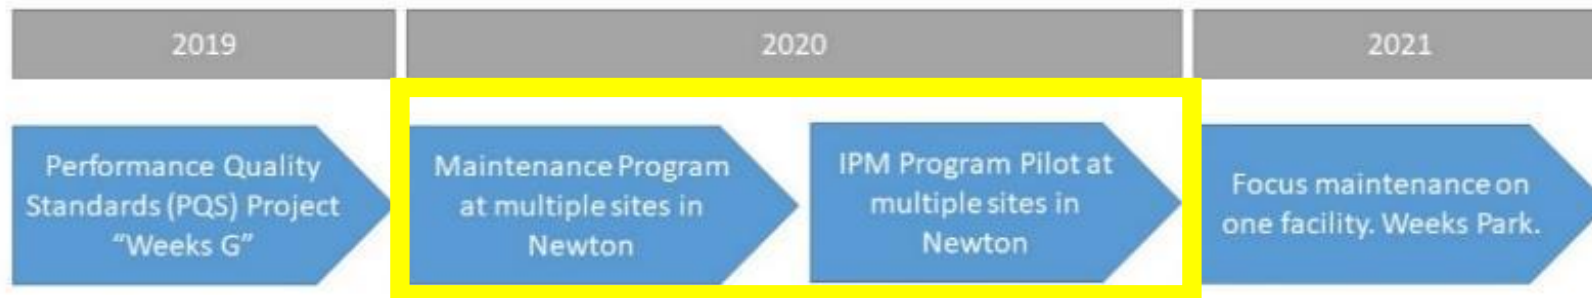 2019
2020
2021
Performance Quality
Standards (PQS) Project
“Weeks G”
Maintenance Program
at multiple sites in
Newton
IPM Program Pilot at
multiple sites in
Newton
Focus maintenance on
one facility. Weeks Park.